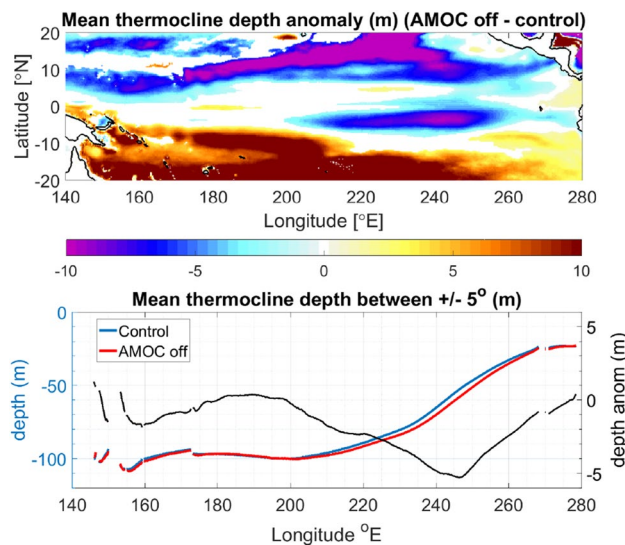 Mean thermocline depth anomaly (m) (AMOC off - control)
20
10
0
-10
-20
Latitude [°N]
140 160 180 200 220 240 260 280
Longitude [°E]
-10 -5 0 5 10
Mean thermocline depth between +/- 5° (m)
0
-50
-100
depth (m)
Control
AMOC off
5
0
-5
depth anom (m)
140 160 180 200 220 240 260 280
Longitude °E